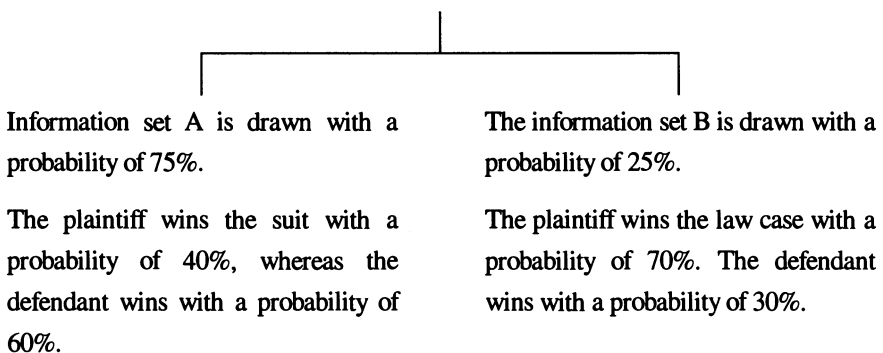 Information set A is drawn with a
probability of 75%.
The plaintiff wins the suit with a
probability of 40%, whereas the
defendant wins with a probability of
60%.
The information set B is drawn with a
probability of 25%.
The plaintiff wins the law case with a
probability of 70%. The defendant
wins with a probability of 30%.